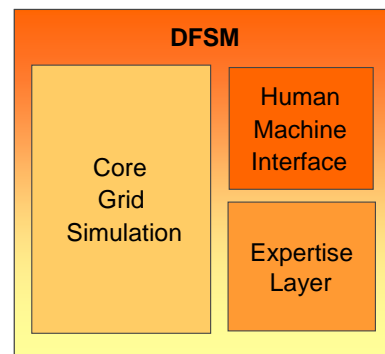 DFSM
Core
Grid
Simulation
Human
Machine
Interface
Expertise
Layer